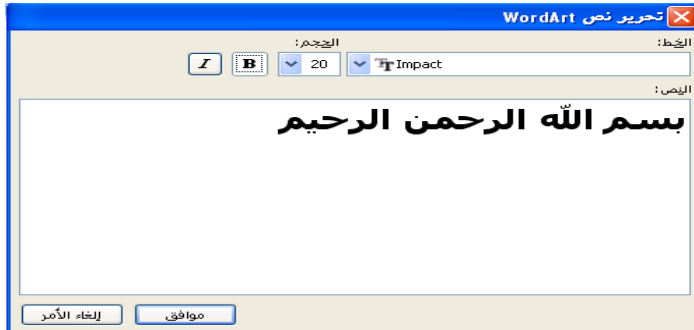 تحرير نص WordArt
الخط:
الحجم:
Impact
20
B
I
النص:
بسم الله الرحمن الرحيم
موافق
إلغاء الأمر